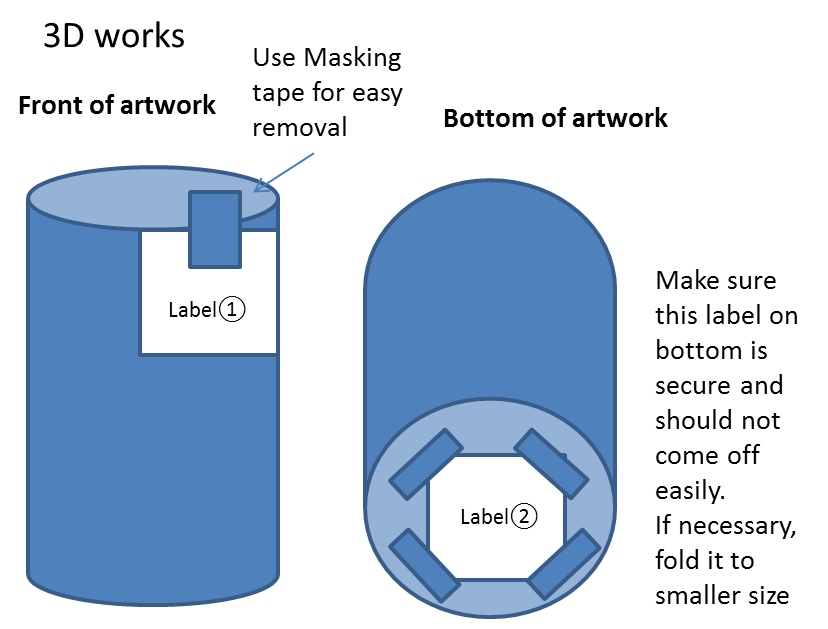 3D works
Use Masking
tape for easy
removal
Front of artwork
Bottom of artwork
Label①
Label②
Make sure
this label on
bottom is
secure and
should not
come off
easily.
If necessary,
fold it to
smaller size